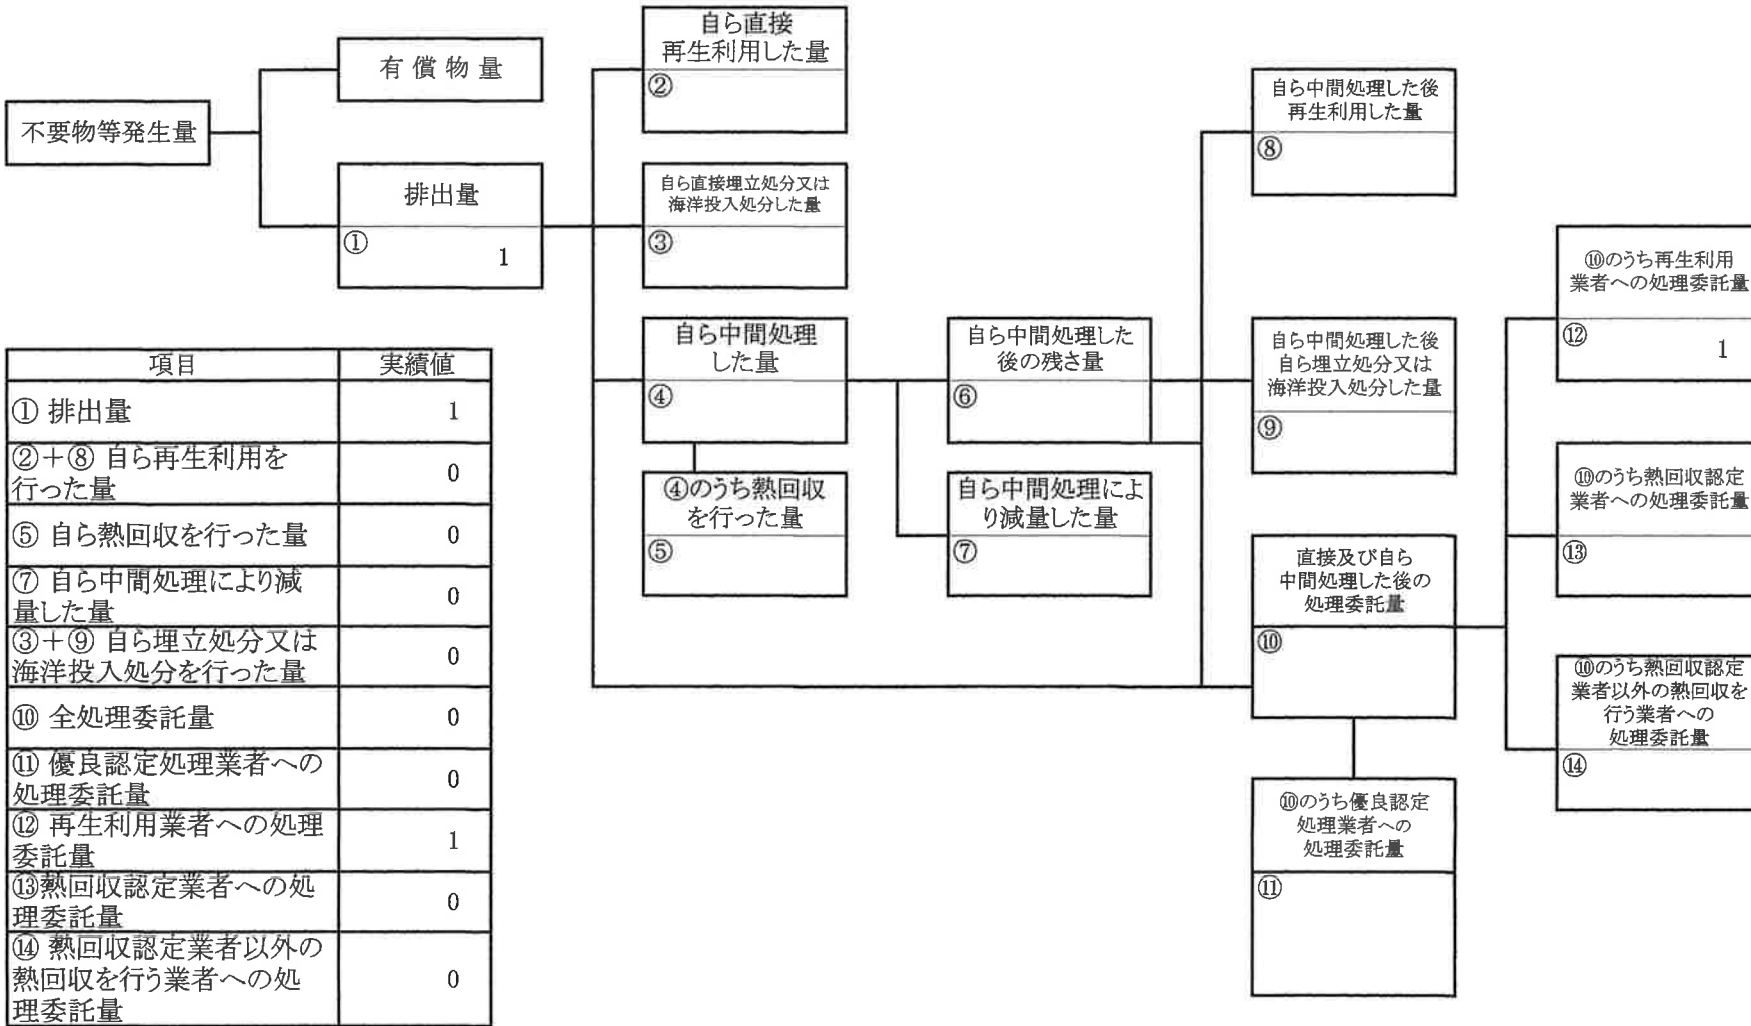 自ら直接
再生利用した量
②
有償物量
不要物等発生量
排出量
①
1
自ら直接埋立処分又は
海洋投入処分した量
③
自ら中間処理した後
再生利用した量
⑧
⑩のうち再生利用
業者への処理委託量
⑫
1
自ら中間処理
した量
④
自ら中間処理した
後の残さ量
⑥
自ら中間処理した後
自ら埋立処分又は
海洋投入処分した量
⑨
④のうち熱回収
を行った量
⑤
自ら中間処理によ
り減量した量
⑦
⑩のうち熱回収認定
業者への処理委託量
⑬
直接及び自ら
中間処理した後の
処理委託量
⑩
⑩のうち熱回収認定
業者以外の熱回収を
行う業者への
処理委託量
⑭
⑩のうち優良認定
処理業者への
処理委託量
⑪
項目 実績値
① 排出量 1
②+⑧ 自ら再生利用を
行った量 0
⑤ 自ら熱回収を行った量 0
⑦ 自ら中間処理により減
量した量 0
③+⑨ 自ら埋立処分又は
海洋投入処分を行った量 0
⑩ 全処理委託量 0
⑪ 優良認定処理業者への
処理委託量 0
⑫ 再生利用業者への処理
委託量 1
⑬熱回収認定業者への処
理委託量 0
⑭ 熱回収認定業者以外の
熱回収を行う業者への処
理委託量 0